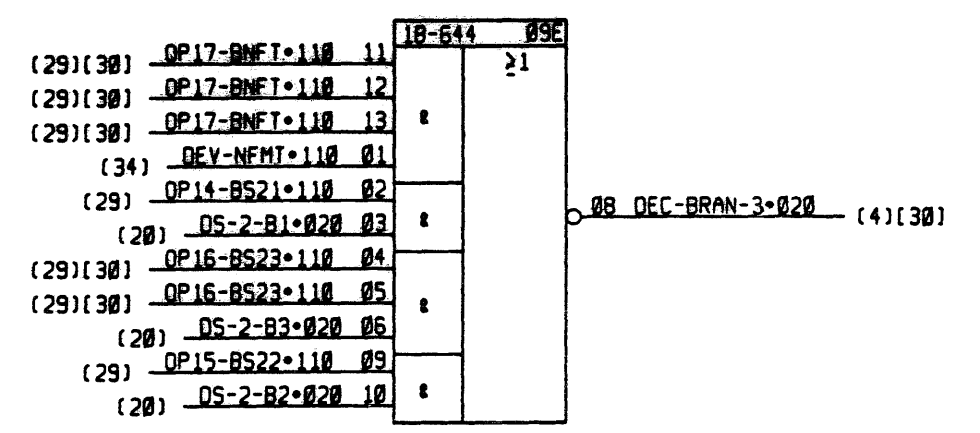 18-644 09E
(29)[30] OP17-BNFT•110 11
≥1
(29)[30] OP17-BNFT•110 12
(29)[30] OP17-BNFT•110 13
&
(34) DEV-NFMT•110 01
(29) OP14-BS21•110 02
08 DEC-BRAN-3•020 (4)[30]
(20) DS-2-B1•020 03
&
(29)[30] OP16-BS23•110 04
(29)[30] OP16-BS23•110 05
&
(20) DS-2-B3•020 06
(29) OP15-BS22•110 09
(20) DS-2-B2•020 10
&